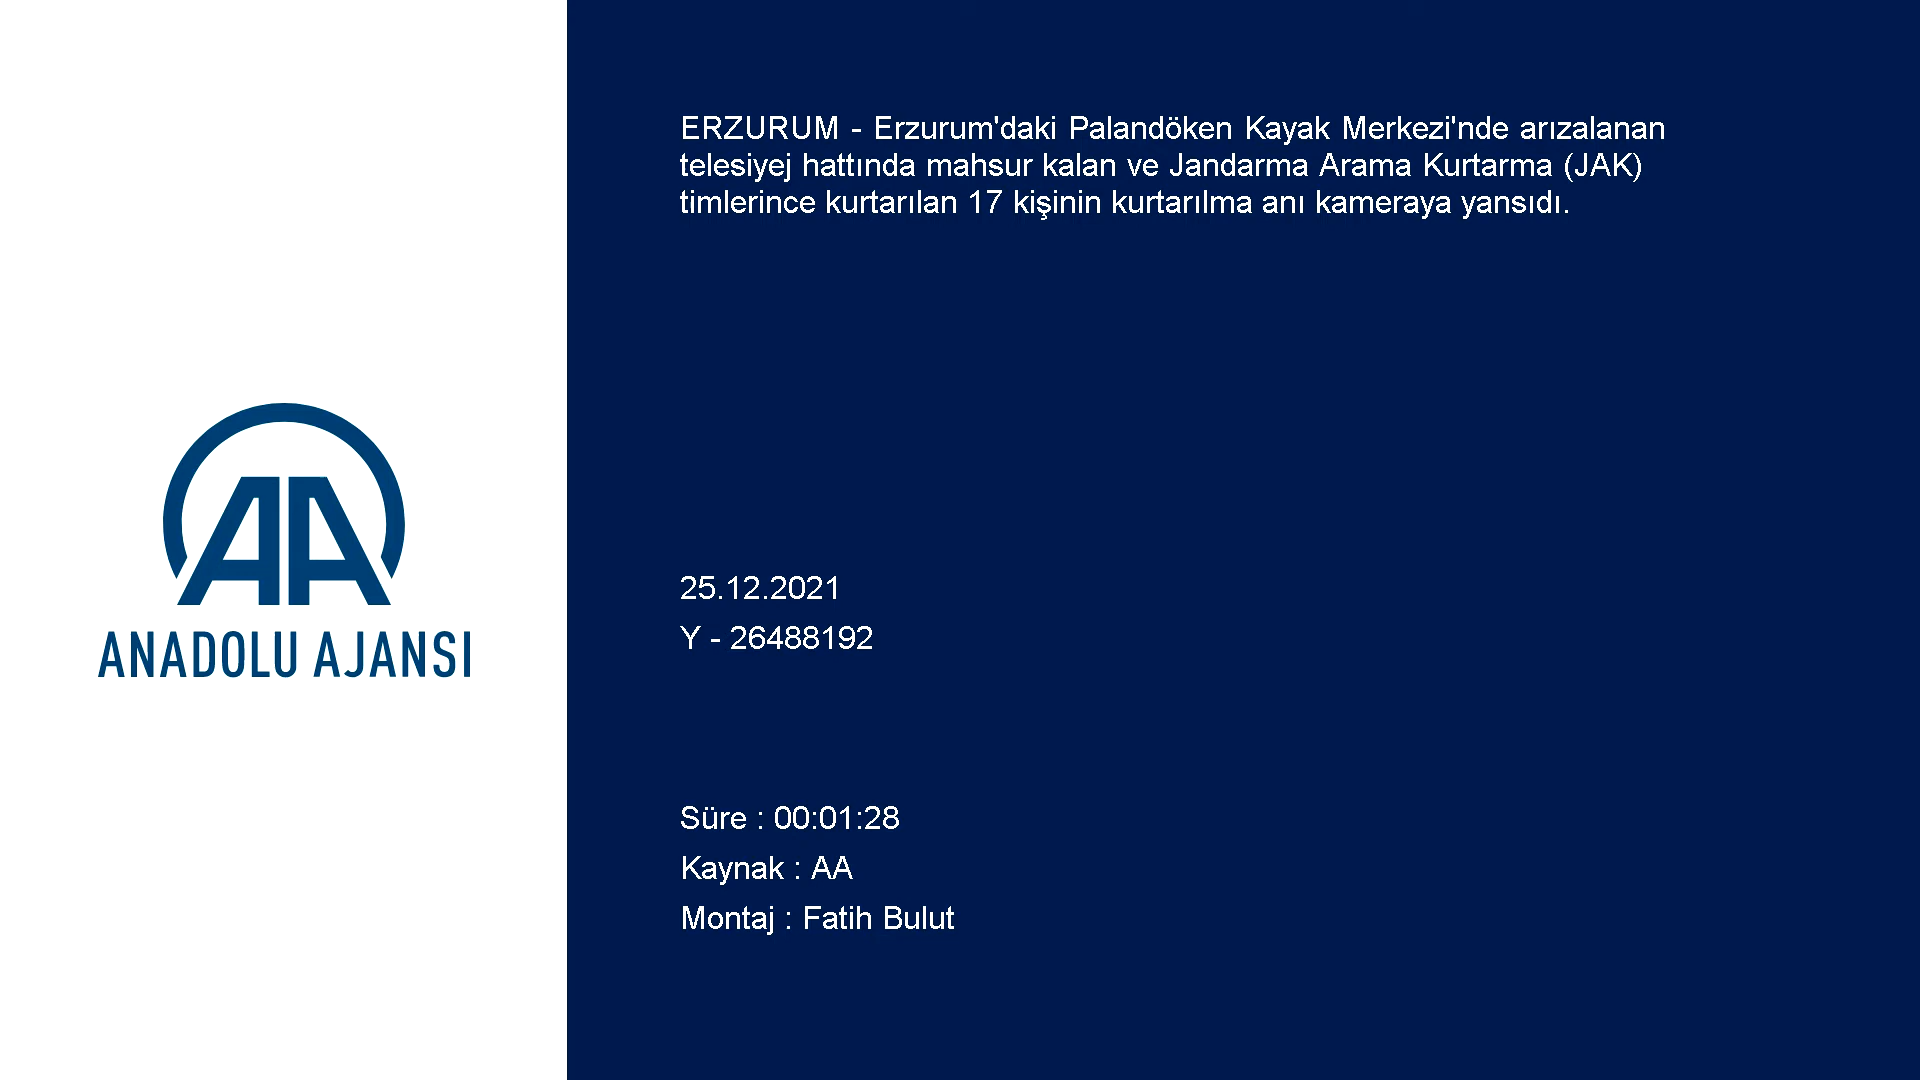 ERZURUM - Erzurum'daki Palandöken Kayak Merkezi'nde arızalanan
telesiyej hattında mahsur kalan ve Jandarma Arama Kurtarma (JAK)
timlerince kurtarılan 17 kişinin kurtarılma anı kameraya yansıdı.
AA
ANADOLU AJANSI
25.12.2021
Y - 26488192
Süre : 00:01:28
Kaynak : AA
Montaj : Fatih Bulut